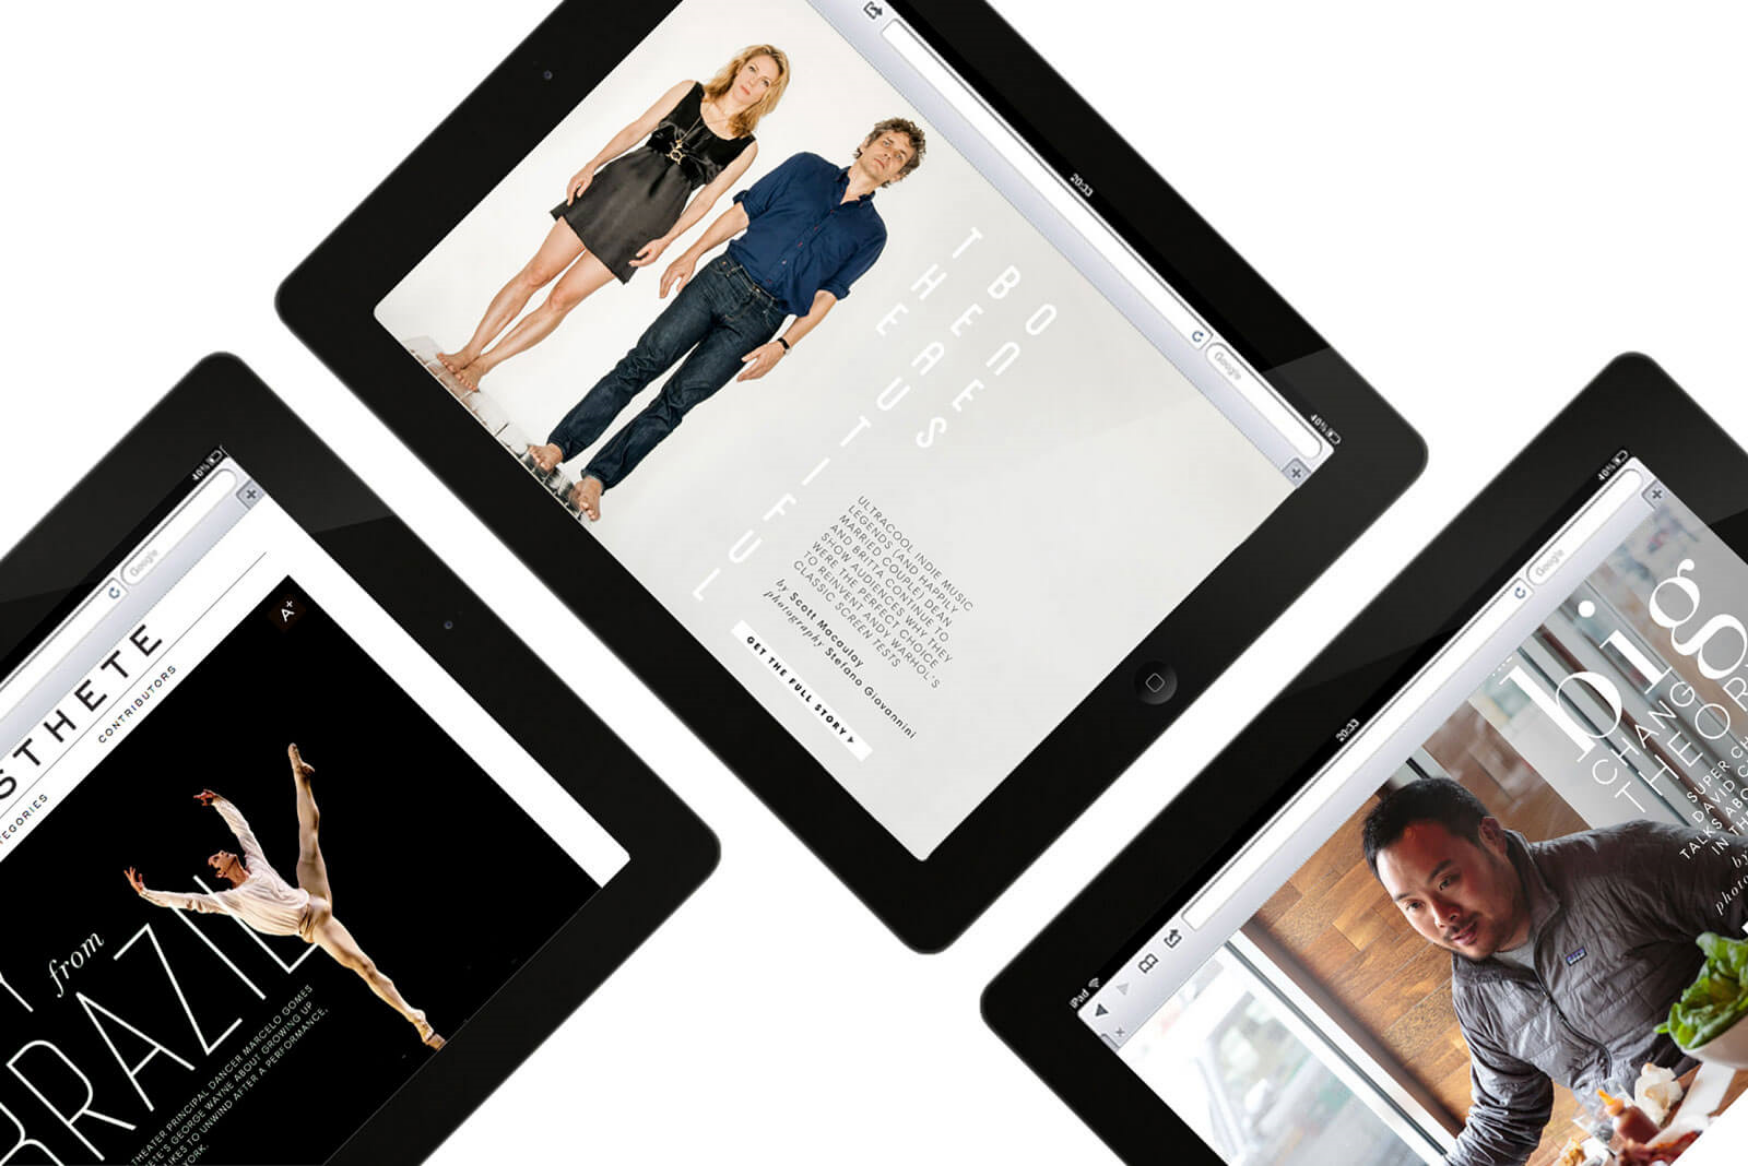 40%
Google
STHETE
CONTRIBUTORS
EGORIES
A+
Y from
BRAZIL
THEATER PRINCIPAL DANCER MARCELO GOMES
GEORGE WAYNE ABOUT GROWING UP
LIKES TO UNWIND AFTER A PERFORMANCE,
YORK.
20:33
40%
Google
THE
BEAUTIFUL
BONES
ULTRACOOL INDIE MUSIC
LEGENDS (AND HAPPILY
MARRIED COUPLE) DEAN
AND BRITTA CONTINUE TO
SHOW AUDIENCES WHY THEY
WERE THE PERFECT CHOICE
TO REINVENT ANDY WARHOL'S
CLASSIC SCREEN TESTS
by Scott Macaulay
photography Stefano Giovannini
GET THE FULL STORY
iPad
20:33
40%
Google
big
CHANG
THEOR
SUPER CH
DAVID C
TALKS ABO
IN TH
by
photo